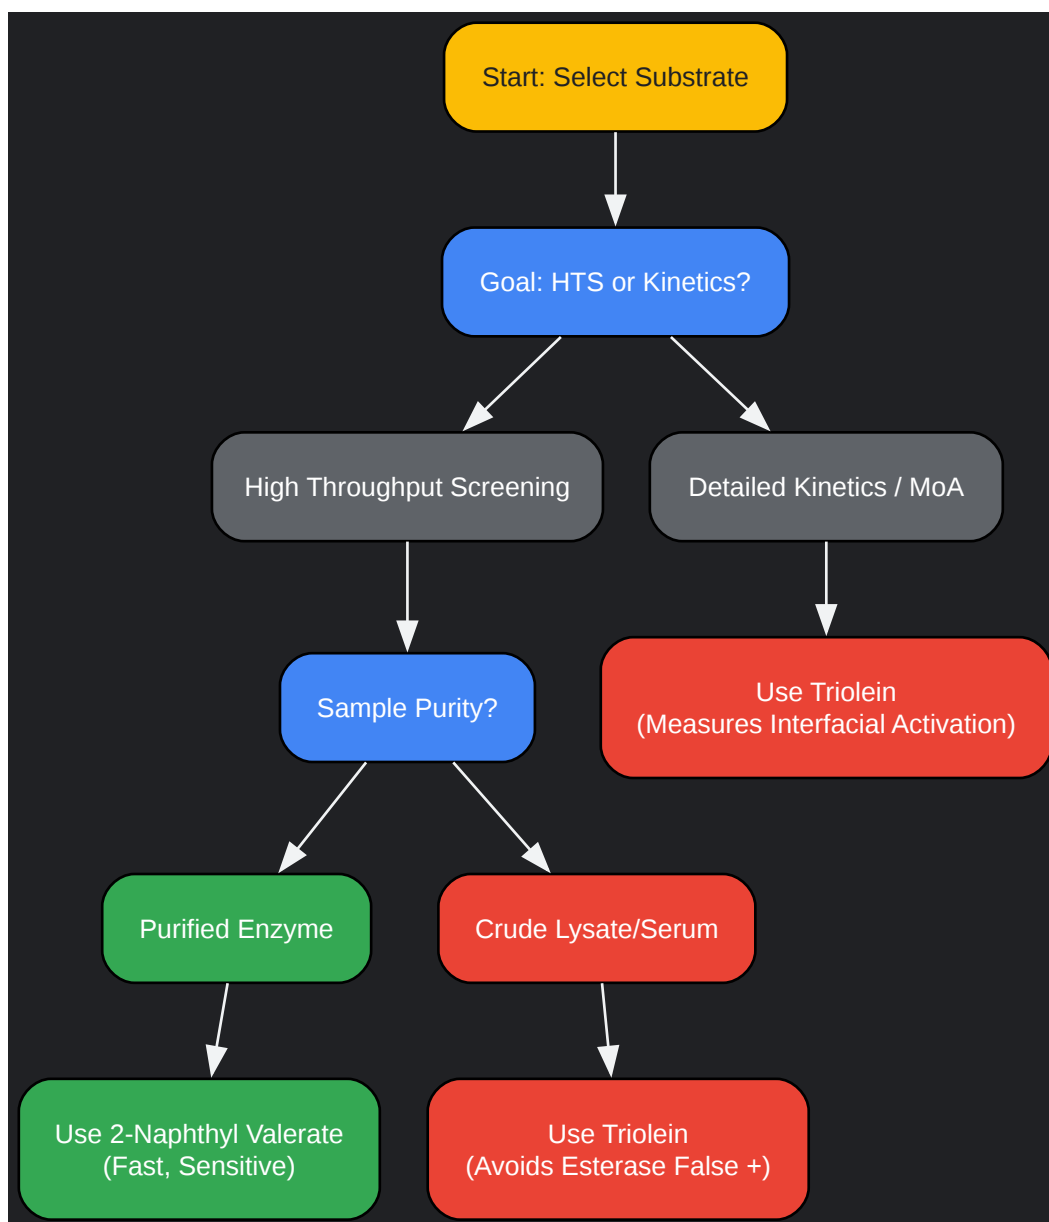 Start: Select Substrate
Goal: HTS or Kinetics?
High Throughput Screening
Detailed Kinetics / MoA
Use Triolein
(Measures Interfacial Activation)
Sample Purity?
Purified Enzyme
Crude Lysate/Serum
Use 2-Naphthyl Valerate
(Fast, Sensitive)
Use Triolein
(Avoids Esterase False +)